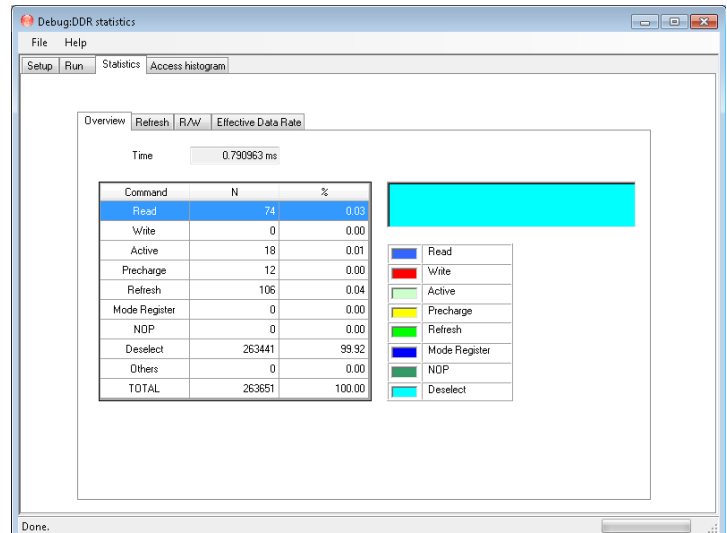 Debug:DDR statistics
File Help
Setup Run Statistics Access histogram
Overview Refresh R/W Effective Data Rate
Time 0.790963 ms
Command N %
Read 74 0.03
Write 0 0.00
Active 18 0.01
Precharge 12 0.00
Refresh 106 0.04
Mode Register 0 0.00
NOP 0 0.00
Deselect 263441 99.92
Others 0 0.00
TOTAL 263651 100.00
Read
Write
Active
Precharge
Refresh
Mode Register
NOP
Deselect
Done.